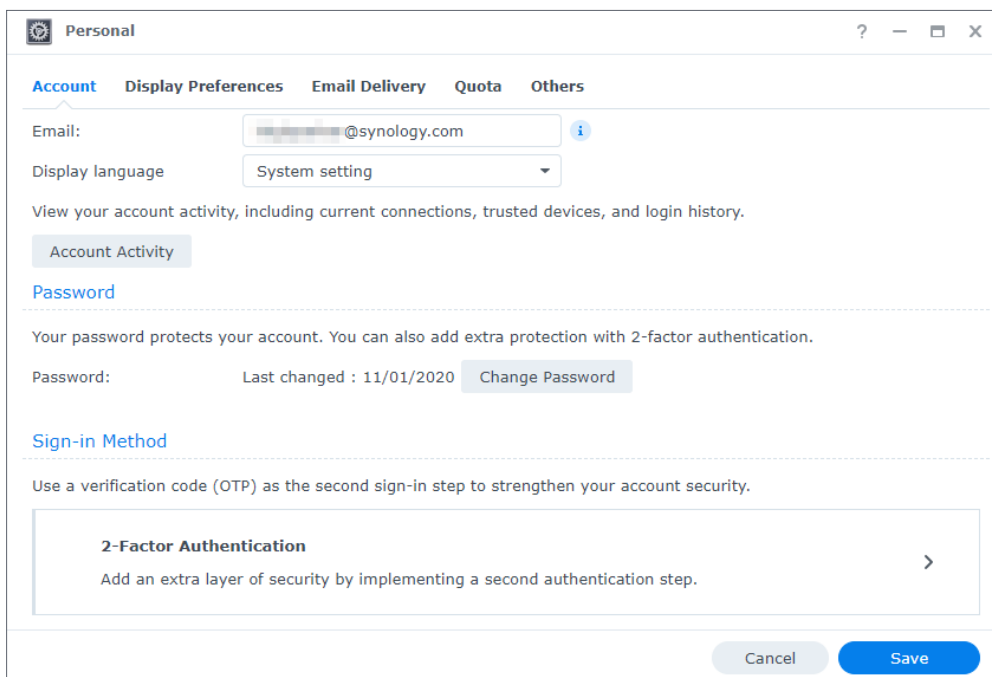 Personal
Account Display Preferences Email Delivery Quota Others
Email: @synology.com
Display language System setting
View your account activity, including current connections, trusted devices, and login history.
Account Activity
Password
Your password protects your account. You can also add extra protection with 2-factor authentication.
Password: Last changed : 11/01/2020 Change Password
Sign-in Method
Use a verification code (OTP) as the second sign-in step to strengthen your account security.
2-Factor Authentication
Add an extra layer of security by implementing a second authentication step.
Cancel Save